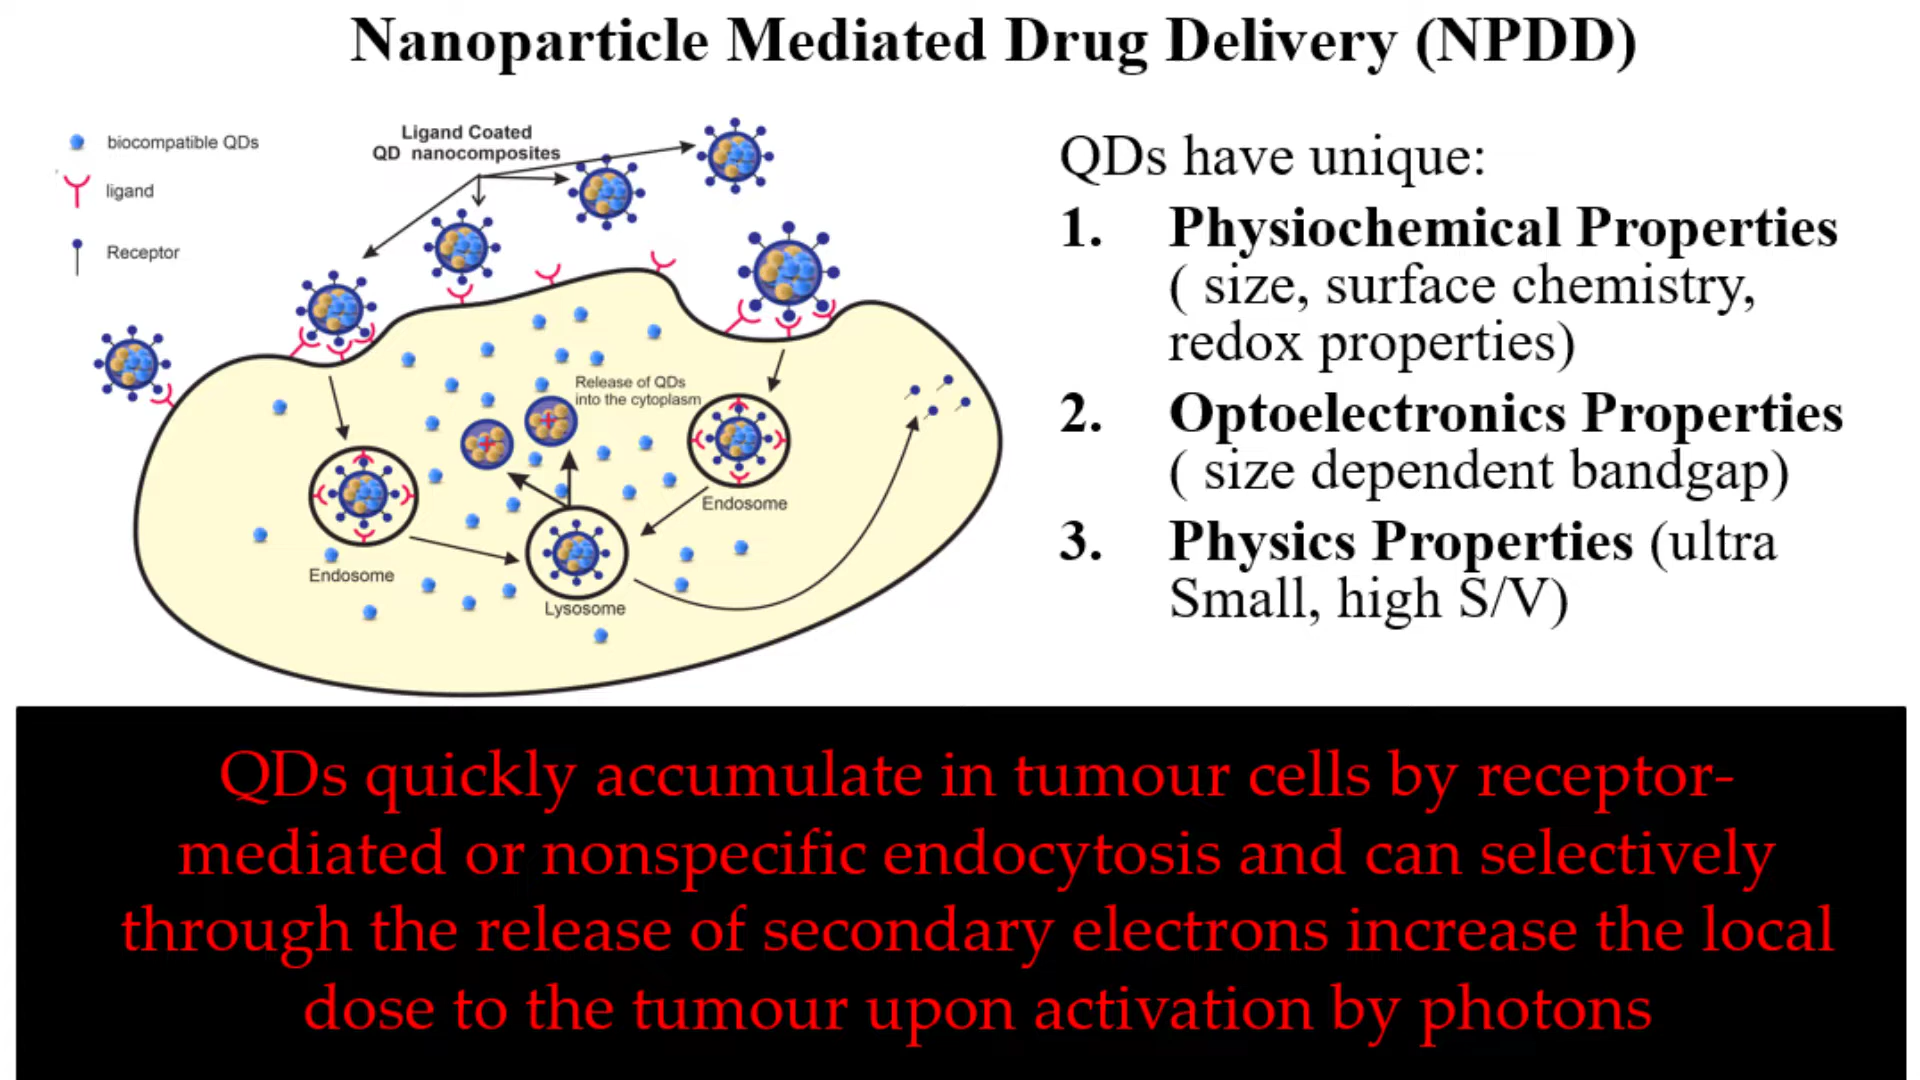 Nanoparticle Mediated Drug Delivery (NPDD)
biocompatible QDs
ligand
Receptor
Ligand Coated
QD nanocomposites
Release of QDs
into the cytoplasm
Endosome
Endosome
Lysosome
QDs have unique:
1. Physiochemical Properties
( size, surface chemistry,
redox properties)
2. Optoelectronics Properties
( size dependent bandgap)
3. Physics Properties (ultra
Small, high S/V)
QDs quickly accumulate in tumour cells by receptor-
mediated or nonspecific endocytosis and can selectively
through the release of secondary electrons increase the local
dose to the tumour upon activation by photons